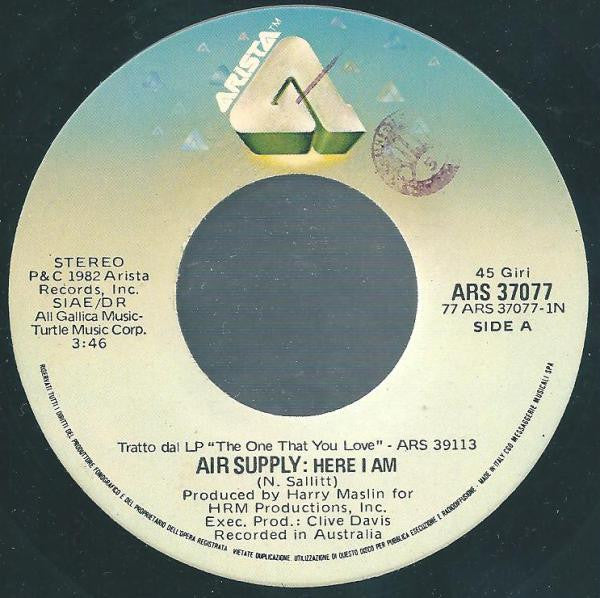 ARISTA™
STEREO
P&C 1982 Arista
Records, Inc.
SIAE/DR
All Gallica Music-
Turtle Music Corp.
3:46
45 Giri
ARS 37077
77 ARS 37077-1N
SIDE A
Tratto dal LP "The One That You Love" - ARS 39113
AIR SUPPLY: HERE I AM
(N. Sallitt)
Produced by Harry Maslin for
HRM Productions, Inc.
Exec. Prod.: Clive Davis
Recorded in Australia
RISERVATI TUTTI I DIRITTI DEL PRODUTTORE FONOGRAFICO E DEL PROPRIETARIO DELL'OPERA REGISTRATA VIETATE DUPLICAZIONE, UTILIZZAZIONE DI QUESTO DISCO PER PUBBLICA ESECUZIONE E RADIODIFFUSIONE. - MADE IN ITALY CGD MESSAGGERIE MUSICALI SPA